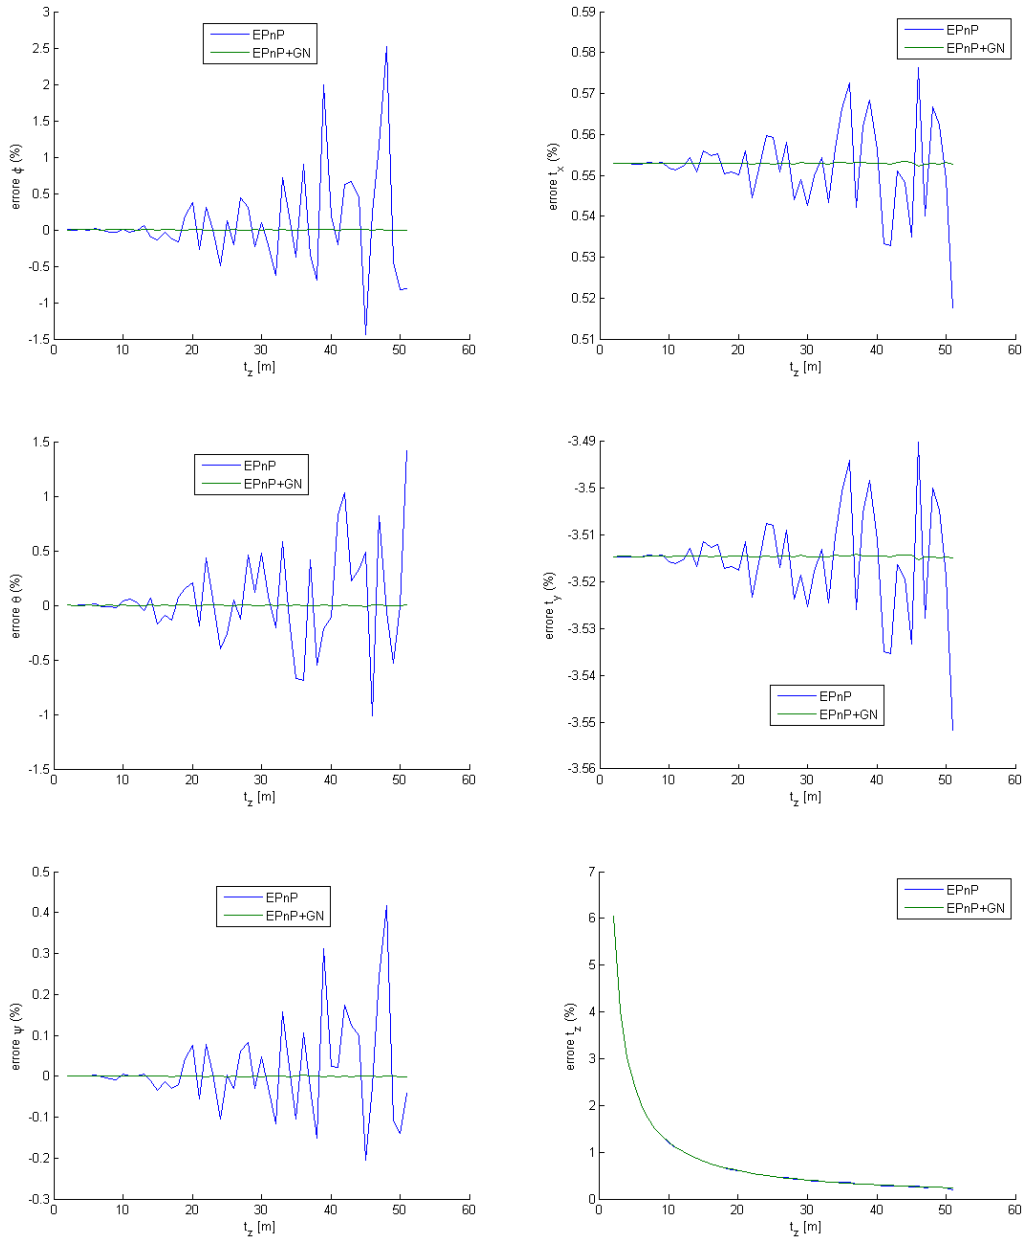 3
2.5
2
1.5
1
0.5
0
-0.5
-1
-1.5
0 10 20 30 40 50 60
errore ϕ (%)
t_z [m]
EPnP
EPnP+GN
0.59
0.58
0.57
0.56
0.55
0.54
0.53
0.52
0.51
0 10 20 30 40 50 60
errore t_x (%)
t_z [m]
EPnP
EPnP+GN
1.5
1
0.5
0
-0.5
-1
-1.5
0 10 20 30 40 50 60
errore θ (%)
t_z [m]
EPnP
EPnP+GN
-3.49
-3.5
-3.51
-3.52
-3.53
-3.54
-3.55
-3.56
0 10 20 30 40 50 60
errore t_y (%)
t_z [m]
EPnP
EPnP+GN
0.5
0.4
0.3
0.2
0.1
0
-0.1
-0.2
-0.3
0 10 20 30 40 50 60
errore ψ (%)
t_z [m]
EPnP
EPnP+GN
7
6
5
4
3
2
1
0
0 10 20 30 40 50 60
errore t_z (%)
t_z [m]
EPnP
EPnP+GN